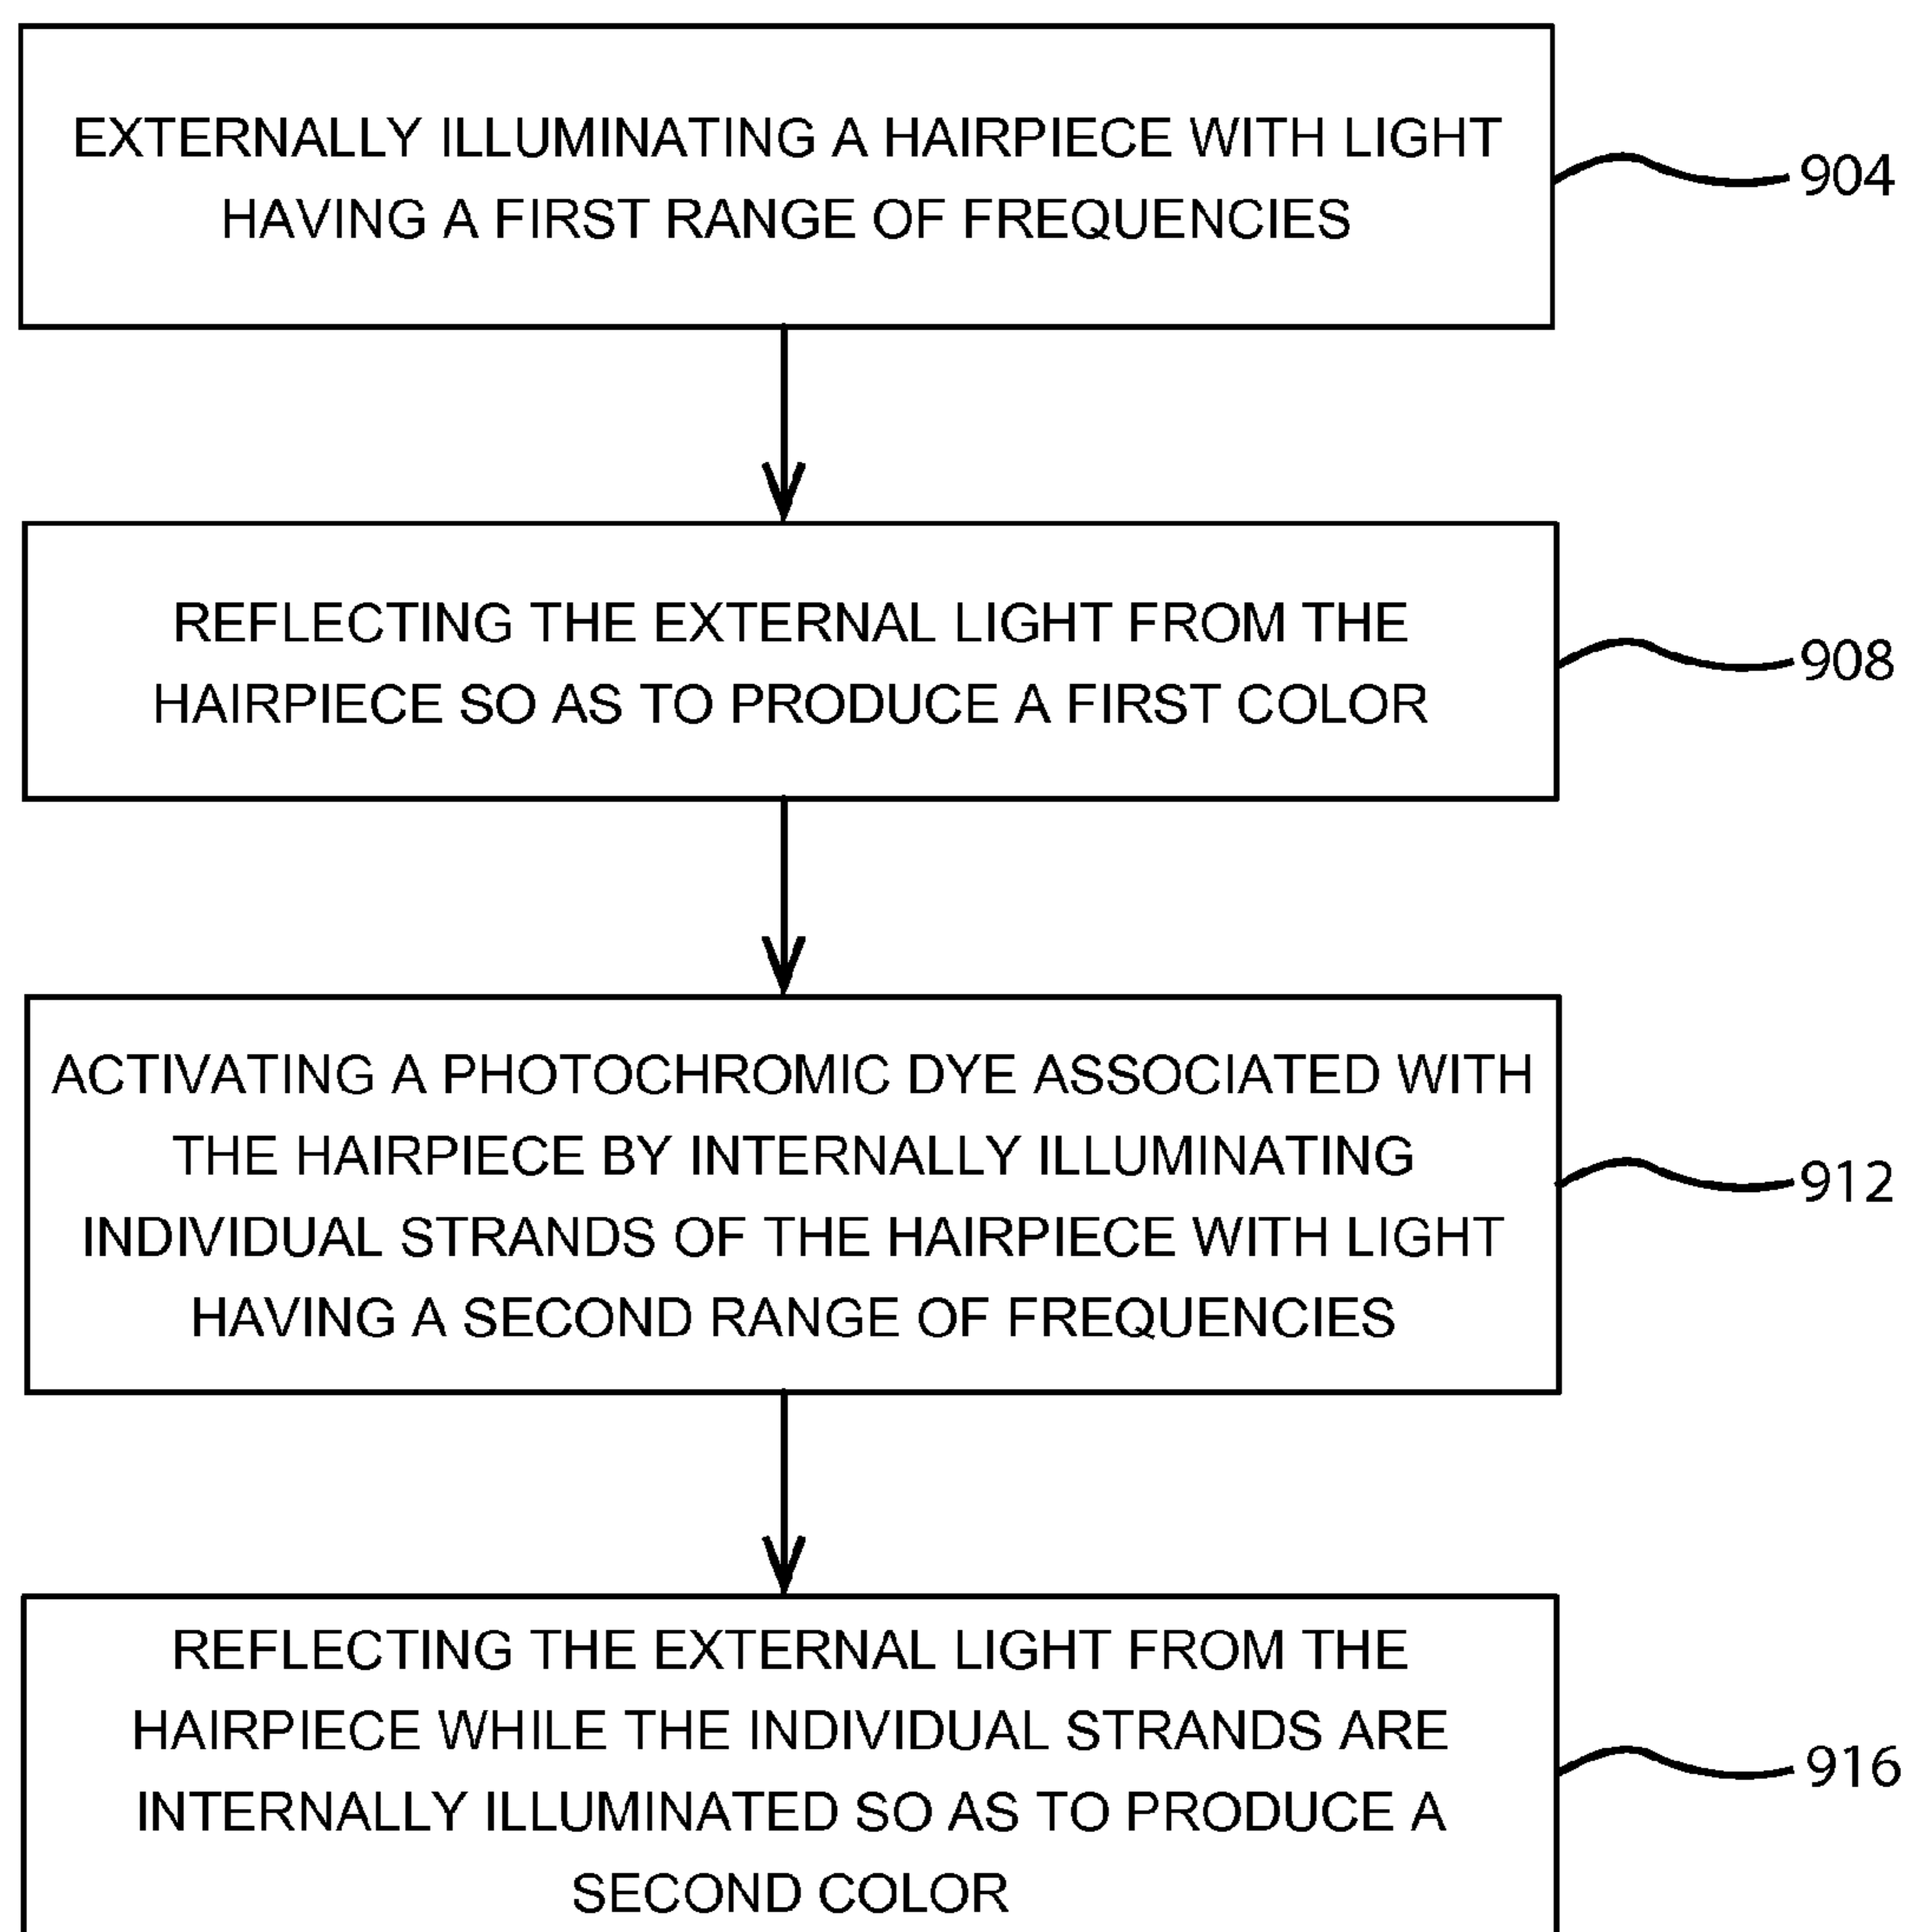 EXTERNALLY ILLUMINATING A HAIRPIECE WITH LIGHT
HAVING A FIRST RANGE OF FREQUENCIES
904
REFLECTING THE EXTERNAL LIGHT FROM THE
HAIRPIECE SO AS TO PRODUCE A FIRST COLOR
908
ACTIVATING A PHOTOCHROMIC DYE ASSOCIATED WITH
THE HAIRPIECE BY INTERNALLY ILLUMINATING
INDIVIDUAL STRANDS OF THE HAIRPIECE WITH LIGHT
HAVING A SECOND RANGE OF FREQUENCIES
912
REFLECTING THE EXTERNAL LIGHT FROM THE
HAIRPIECE WHILE THE INDIVIDUAL STRANDS ARE
INTERNALLY ILLUMINATED SO AS TO PRODUCE A
SECOND COLOR
916